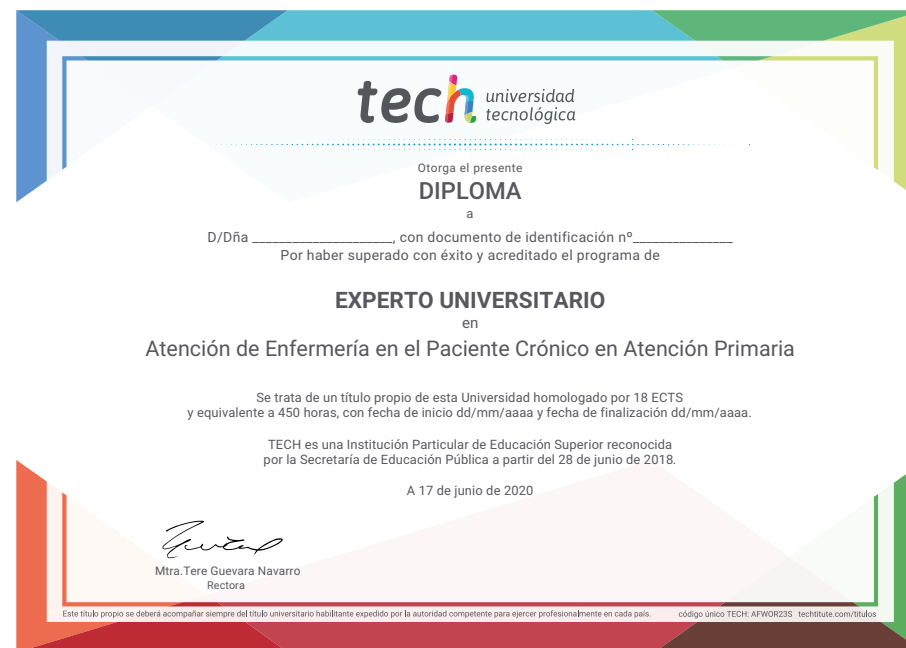 tech universidad
tecnológica
Otorga el presente
DIPLOMA
a
D/Dña _____________________, con documento de identificación nº_______________
Por haber superado con éxito y acreditado el programa de
EXPERTO UNIVERSITARIO
en
Atención de Enfermería en el Paciente Crónico en Atención Primaria
Se trata de un título propio de esta Universidad homologado por 18 ECTS
y equivalente a 450 horas, con fecha de inicio dd/mm/aaaa y fecha de finalización dd/mm/aaaa.
TECH es una Institución Particular de Educación Superior reconocida
por la Secretaría de Educación Pública a partir del 28 de junio de 2018.
A 17 de junio de 2020
Mtra.Tere Guevara Navarro
Rectora
Este título propio se deberá acompañar siempre del título universitario habilitante expedido por la autoridad competente para ejercer profesionalmente en cada país. código único TECH: AFWOR23S techtitute.com/titulos